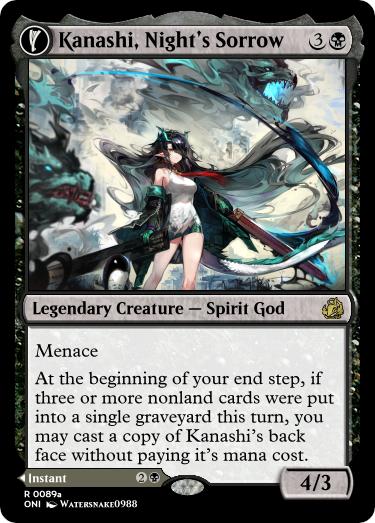 Kanashi, Night's Sorrow 3
Legendary Creature — Spirit God
Menace
At the beginning of your end step, if
three or more nonland cards were put
into a single graveyard this turn, you
may cast a copy of Kanashi's back
face without paying it's mana cost.
Instant 2
4/3
R 0089a
ONI Watersnake0988